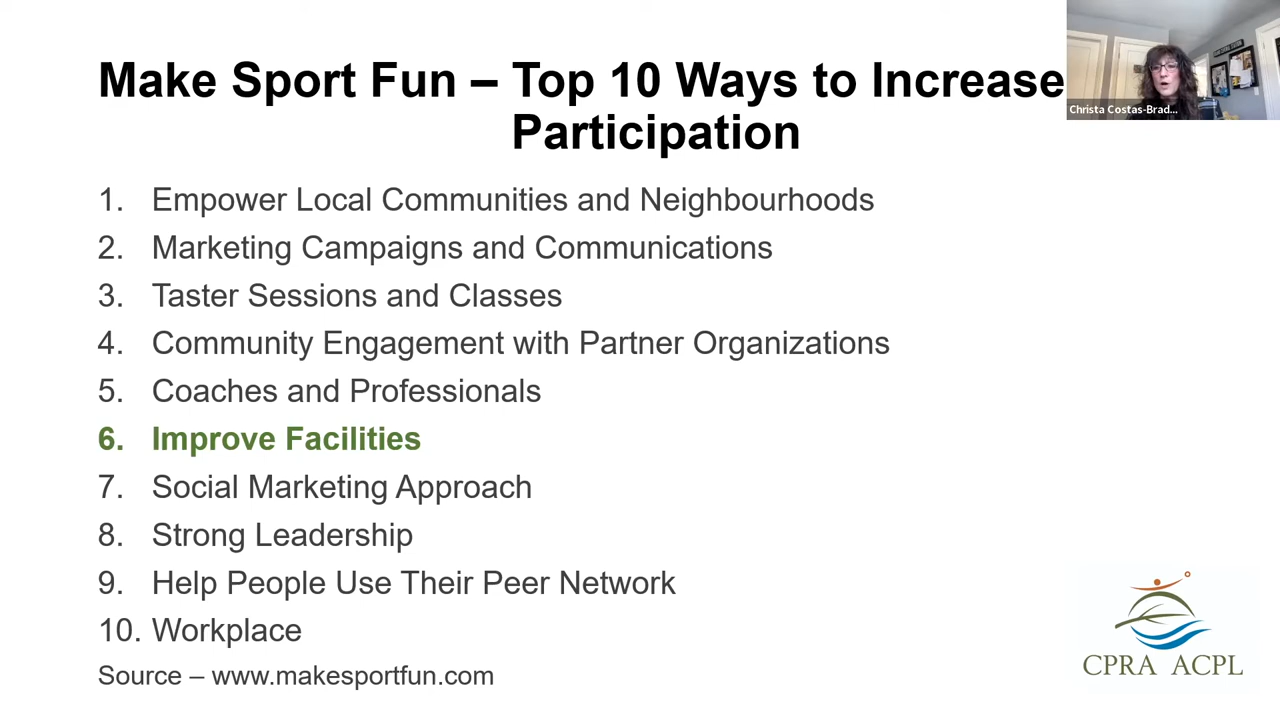 Make Sport Fun – Top 10 Ways to Increase
Participation
Christa Costas-Brad...
1. Empower Local Communities and Neighbourhoods
2. Marketing Campaigns and Communications
3. Taster Sessions and Classes
4. Community Engagement with Partner Organizations
5. Coaches and Professionals
6. Improve Facilities
7. Social Marketing Approach
8. Strong Leadership
9. Help People Use Their Peer Network
10. Workplace
Source – www.makesportfun.com
CPRA ACPL